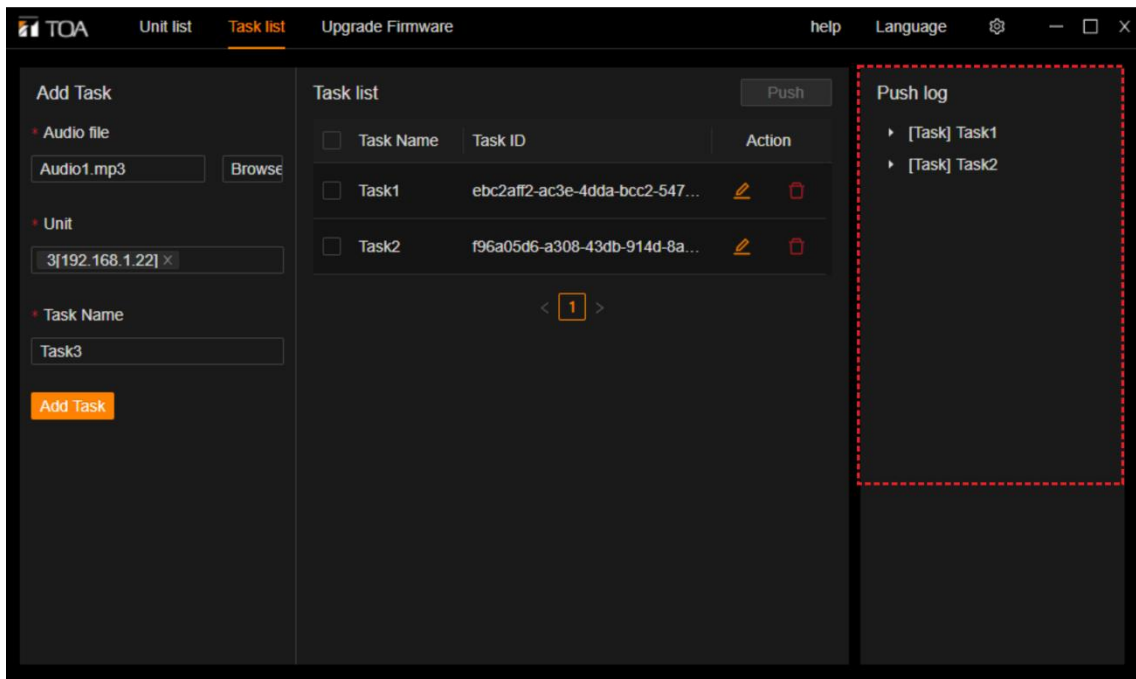 TOA Unit list Task list Upgrade Firmware help Language
Add Task
* Audio file
Audio1.mp3 Browse
* Unit
3[192.168.1.22] ×
* Task Name
Task3
Add Task
Task list Push
Task Name Task ID Action
Task1 ebc2aff2-ac3e-4dda-bcc2-547...
Task2 f96a05d6-a308-43db-914d-8a...
< 1 >
Push log
[Task] Task1
[Task] Task2